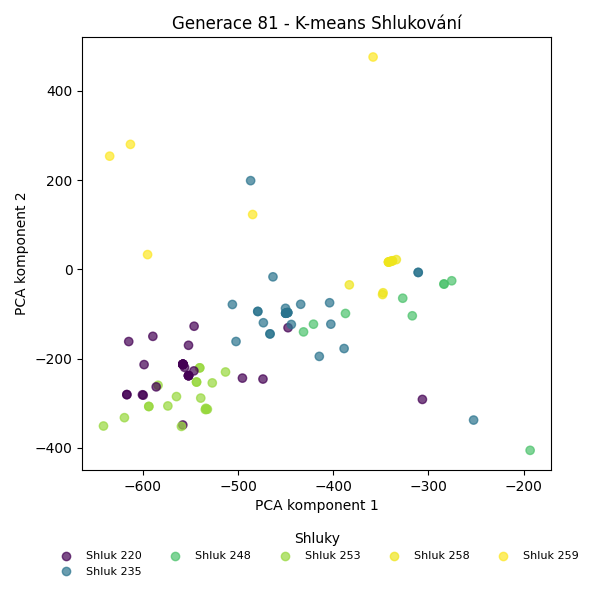 Generace 81 - K-means Shlukování
400
200
0
−200
−400
PCA komponent 2
−600
−500
−400
−300
−200
PCA komponent 1
Shluky
Shluk 220
Shluk 248
Shluk 253
Shluk 258
Shluk 259
Shluk 235